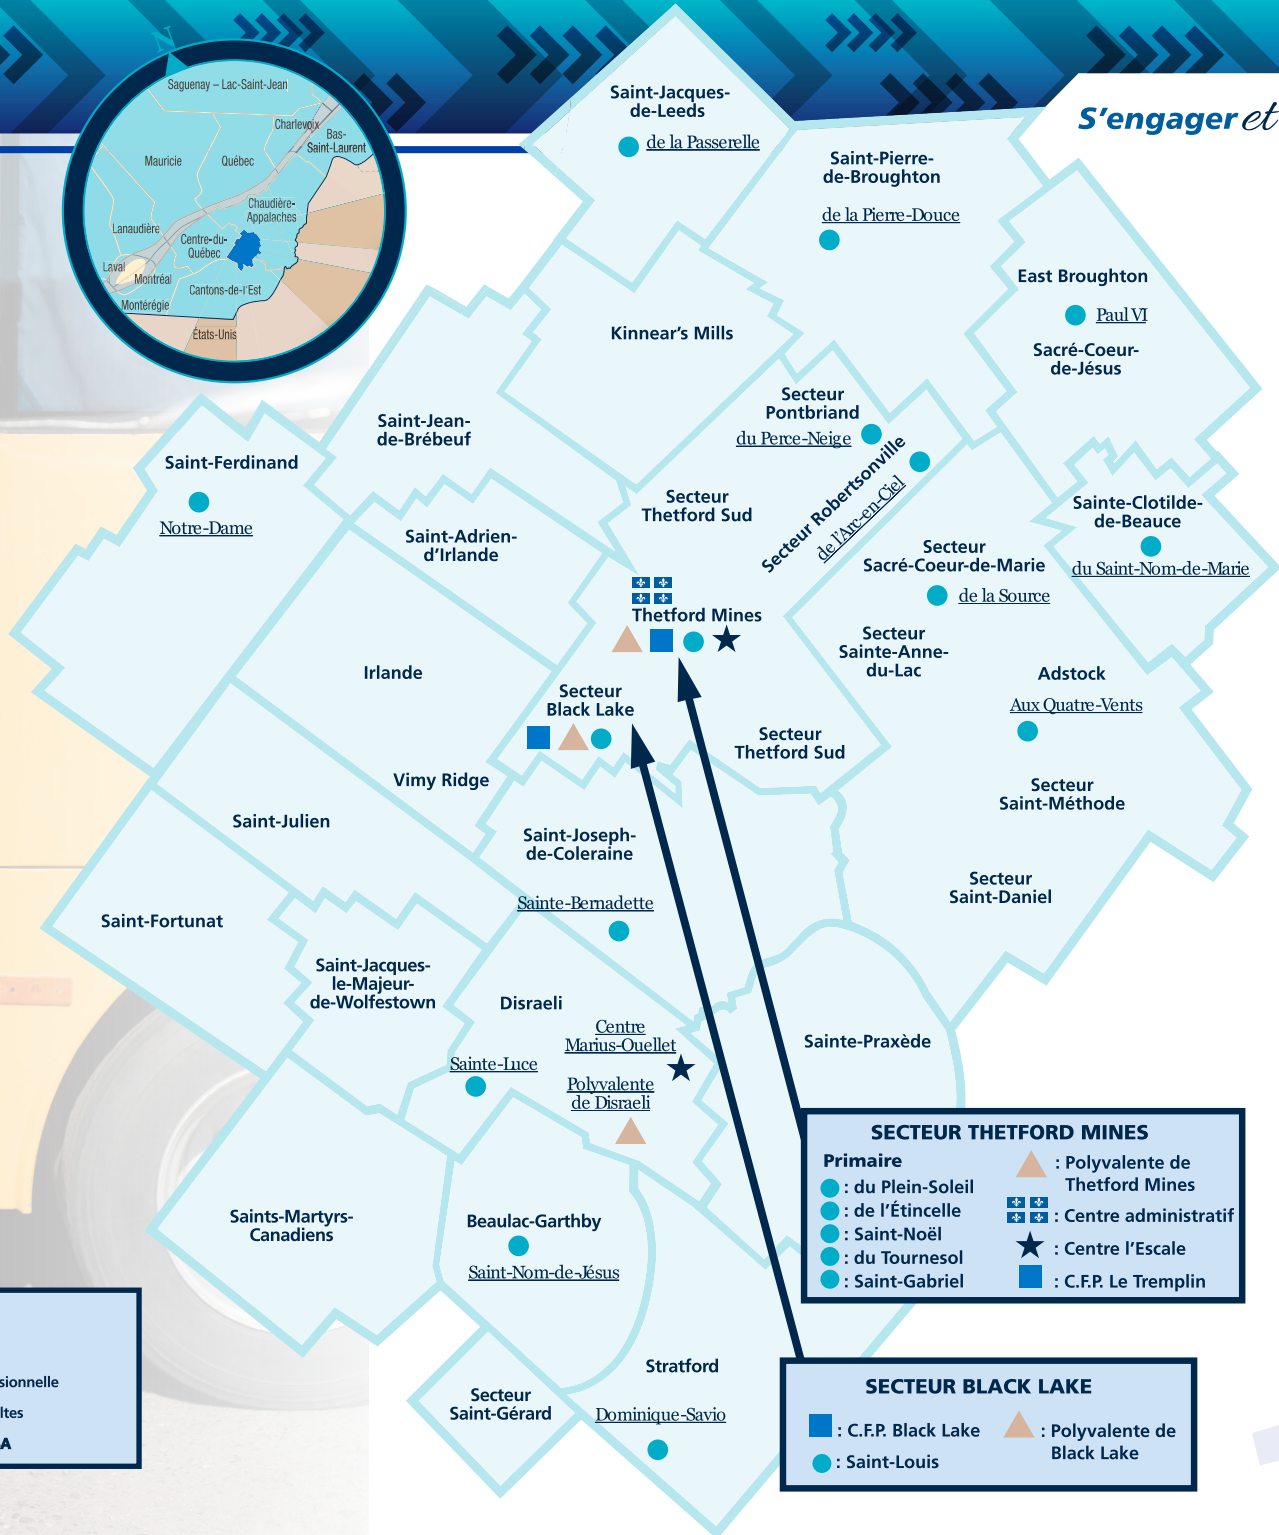 N
Saguenay – Lac-Saint-Jean
Charlevoix
Bas-
Saint-Laurent
Mauricie
Québec
Chaudière-
Appalaches
Lanaudière
Centre-du-
Québec
Laval
Montréal
Cantons-de-l'Est
Montérégie
États-Unis
S'engager et
Saint-Jacques-
de-Leeds
de la Passerelle
Saint-Pierre-
de-Broughton
de la Pierre-Douce
East Broughton
Paul VI
Sacré-Coeur-
de-Jésus
Kinnear's Mills
Saint-Jean-
de-Brébeuf
Secteur
Pontbriand
du Perce-Neige
Saint-Ferdinand
Notre-Dame
Secteur Robertsonville
de l'Arc-en-Ciel
Secteur
Thetford Sud
Sainte-Clotilde-
de-Beauce
du Saint-Nom-de-Marie
Saint-Adrien-
d'Irlande
Secteur
Sacré-Coeur-de-Marie
de la Source
Thetford Mines
Secteur
Sainte-Anne-
du-Lac
Irlande
Adstock
Aux Quatre-Vents
Secteur
Black Lake
Secteur
Thetford Sud
Vimy Ridge
Secteur
Saint-Méthode
Saint-Julien
Saint-Joseph-
de-Coleraine
Sainte-Bernadette
Secteur
Saint-Daniel
Saint-Fortunat
Saint-Jacques-
le-Majeur-
de-Wolfestown
Disraeli
Centre
Marius-Ouellet
Sainte-Luce
Polyvalente
de Disraeli
Sainte-Praxède
Saints-Martyrs-
Canadiens
Beaulac-Garthby
Saint-Nom-de-Jésus
Stratford
Dominique-Savio
Secteur
Saint-Gérard
SECTEUR THETFORD MINES
Primaire
: du Plein-Soleil
: de l'Étincelle
: Saint-Noël
: du Tournesol
: Saint-Gabriel
: Polyvalente de
Thetford Mines
: Centre administratif
: Centre l'Escale
: C.F.P. Le Tremplin
SECTEUR BLACK LAKE
: C.F.P. Black Lake
: Saint-Louis
: Polyvalente de
Black Lake
sionnelle
ltes
A